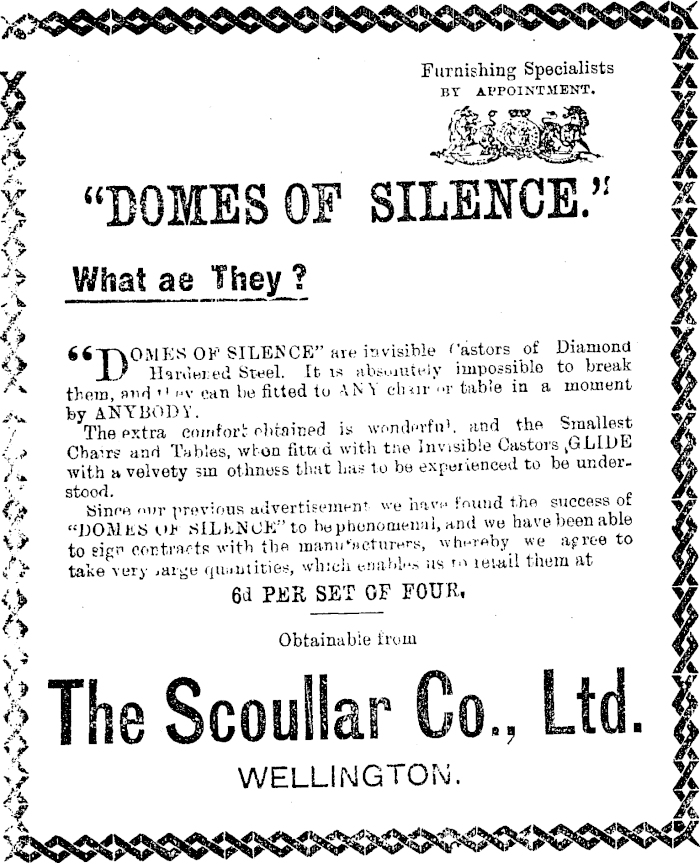 Furnishing Specialists
BY APPOINTMENT.
"DOMES OF SILENCE."
What ae They?
"DOMES OF SILENCE" are invisible Castors of Diamond
Hardened Steel. It is absolutely impossible to break
them, and they can be fitted to ANY chair or table in a moment
by ANYBODY.
The extra comfort obtained is wonderful, and the Smallest
Chairs and Tables, when fitted with the Invisible Castors, GLIDE
with a velvety sm othness that has to be experienced to be under-
stood.
Since our previous advertisement we have found the success of
"DOMES OF SILENCE" to be phenomenal, and we have been able
to sign contracts with the manufacturers, whereby we agree to
take very large quantities, which enables us to retail them at
6d PER SET OF FOUR.
Obtainable from
The Scoullar Co., Ltd.
WELLINGTON.